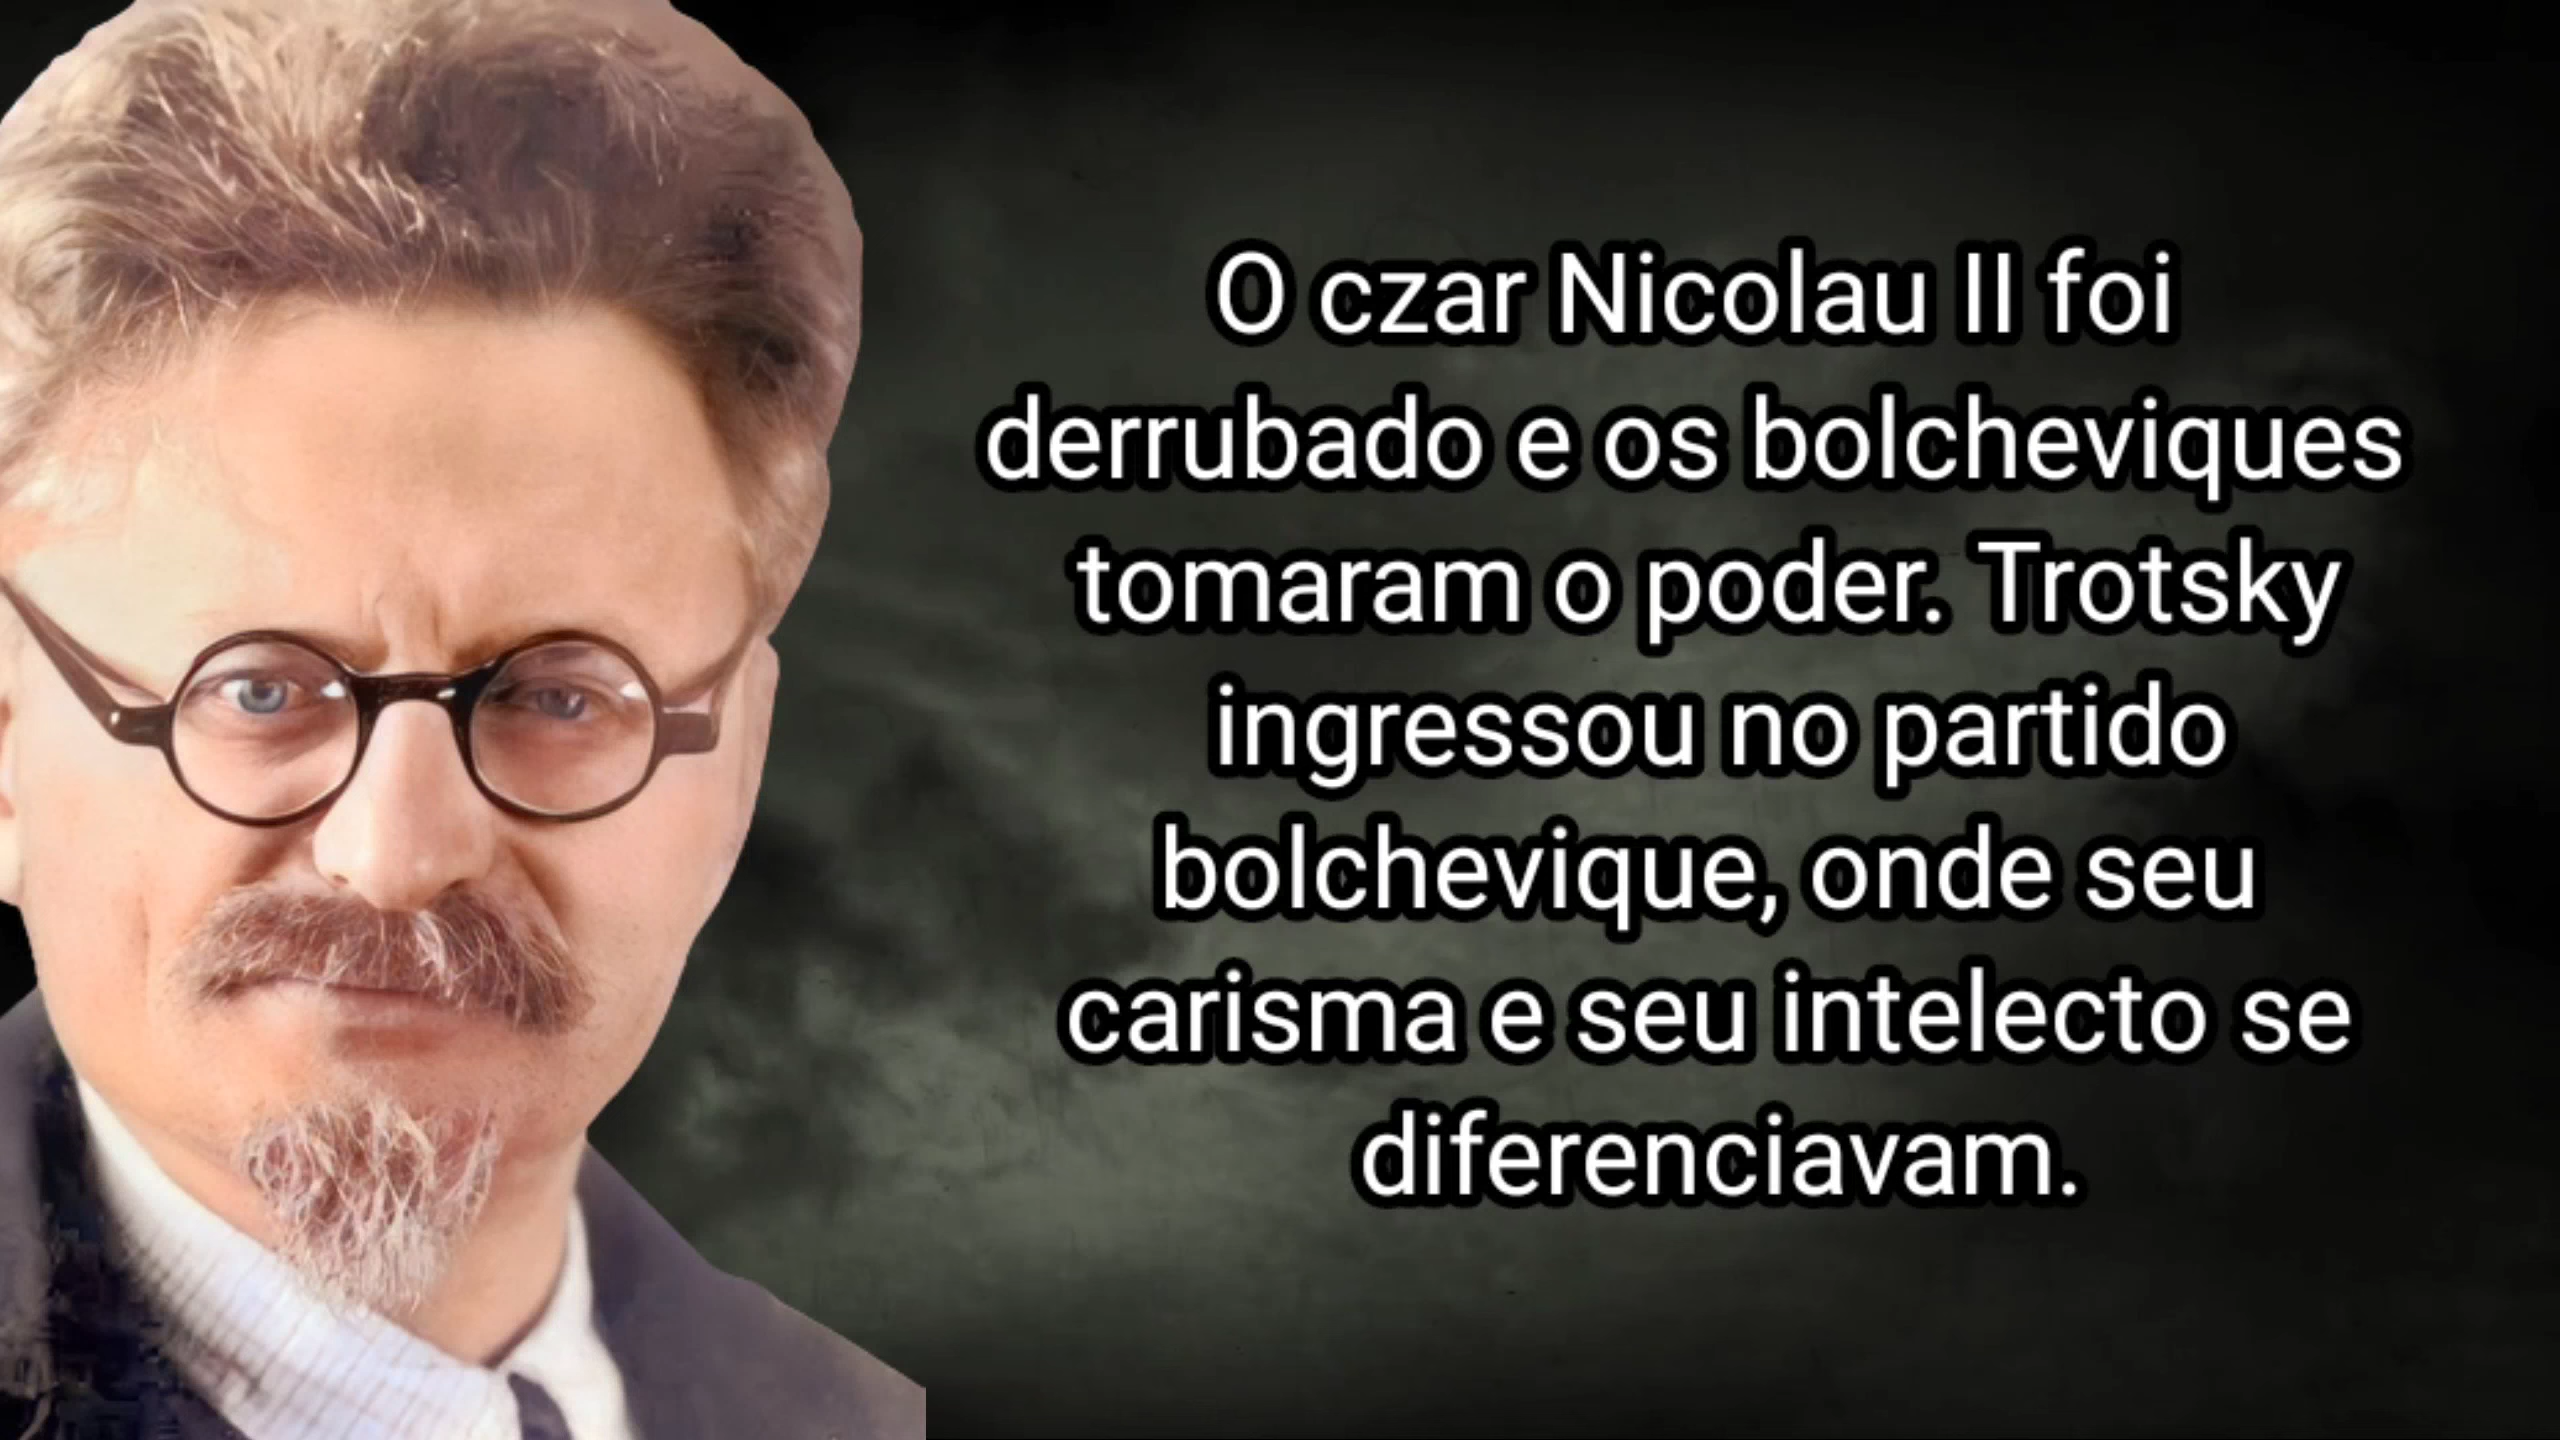 O czar Nicolau II foi
derrubado e os bolcheviques
tomaram o poder. Trotsky
ingressou no partido
bolchevique, onde seu
carisma e seu intelecto se
diferenciavam.